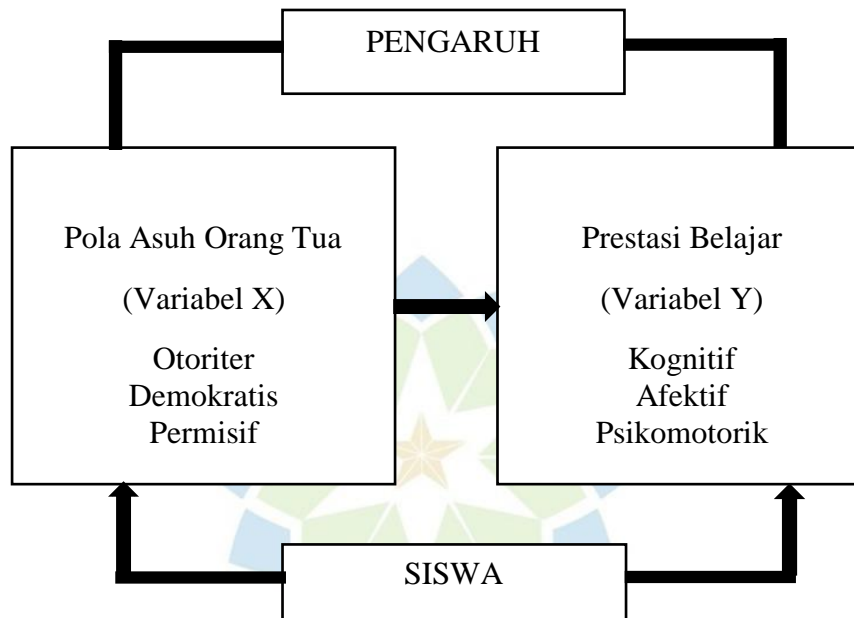 PENGARUH
Pola Asuh Orang Tua
(Variabel X)
Otoriter
Demokratis
Permisif
Prestasi Belajar
(Variabel Y)
Kognitif
Afektif
Psikomotorik
SISWA